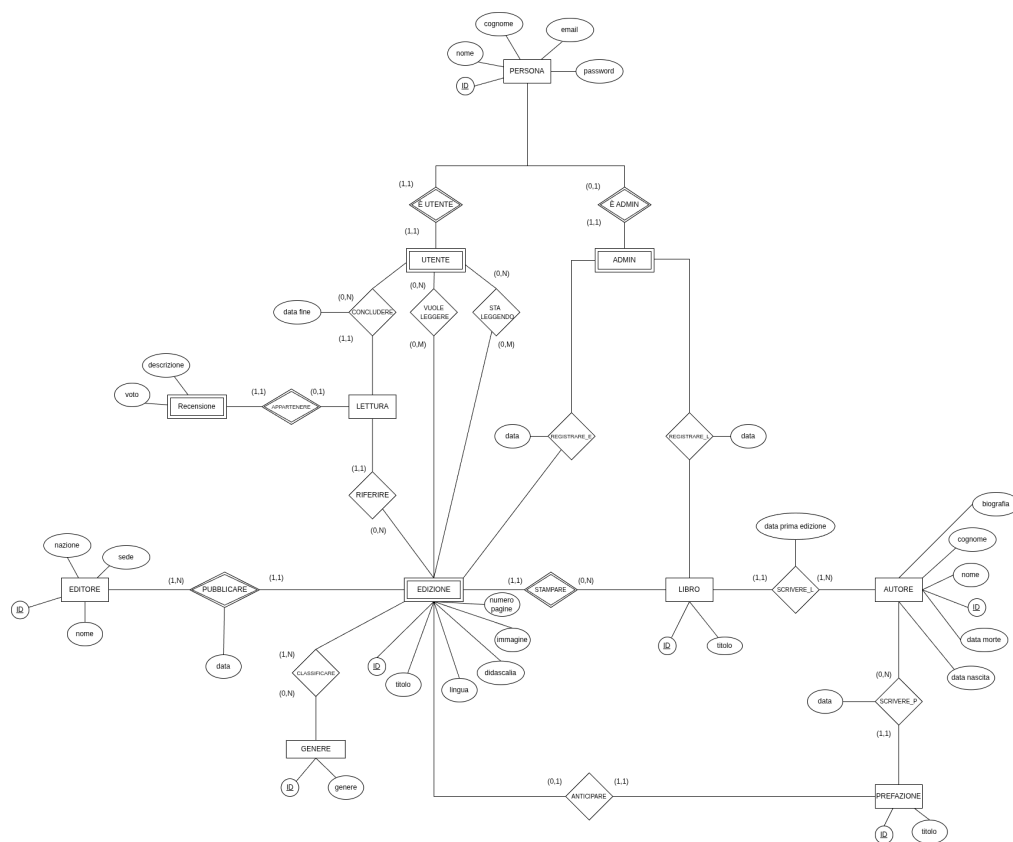 cognome
email
nome
PERSONA
password
ID
(1,1)
(0,1)
È UTENTE
È ADMIN
(1,1)
(1,1)
UTENTE
ADMIN
(0,N)
(0,N)
(0,N)
data fine
CONCLUDERE
VUOLE
LEGGERE
STA
LEGGENDO
(1,1)
(0,M)
(0,M)
descrizione
voto
(1,1)
(0,1)
Recensione
APPARTENERE
LETTURA
data
REGISTRARE_E
REGISTRARE_L
data
(1,1)
RIFERIRE
(0,N)
biografia
data prima edizione
cognome
nazione
sede
nome
(1,N)
(1,1)
(1,1)
(0,N)
(1,1)
(1,N)
EDITORE
PUBBLICARE
EDIZIONE
STAMPARE
LIBRO
SCRIVERE_L
AUTORE
ID
numero
pagine
ID
nome
immagine
data morte
ID
titolo
(1,N)
data
ID
didascalia
CLASSIFICARE
titolo
lingua
(0,N)
data nascita
(0,N)
data
SCRIVERE_P
(1,1)
GENERE
ID
genere
(0,1)
(1,1)
ANTICIPARE
PREFAZIONE
ID
titolo